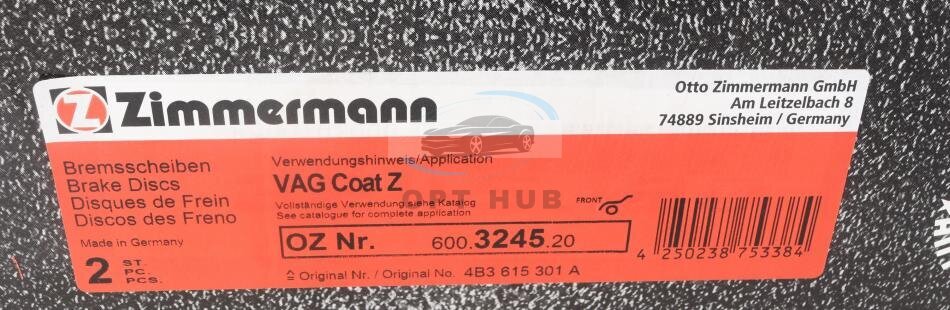 Z Zimmermann
Otto Zimmermann GmbH
Am Leitzelbach 8
74889 Sinsheim / Germany
Bremsscheiben
Brake Discs
Disques de Frein
Discos des Freno
Made in Germany
2 ST.
PC.
PCS.
Verwendungshinweis/Application
VAG Coat Z
OPT HUB
Vollständige Verwendung siehe Katalog
See catalogue for complete application
FRONT
OZ Nr. 600.3245.20
≙ Original Nr. / Original No. 4B3 615 301 A
4 250238 753384